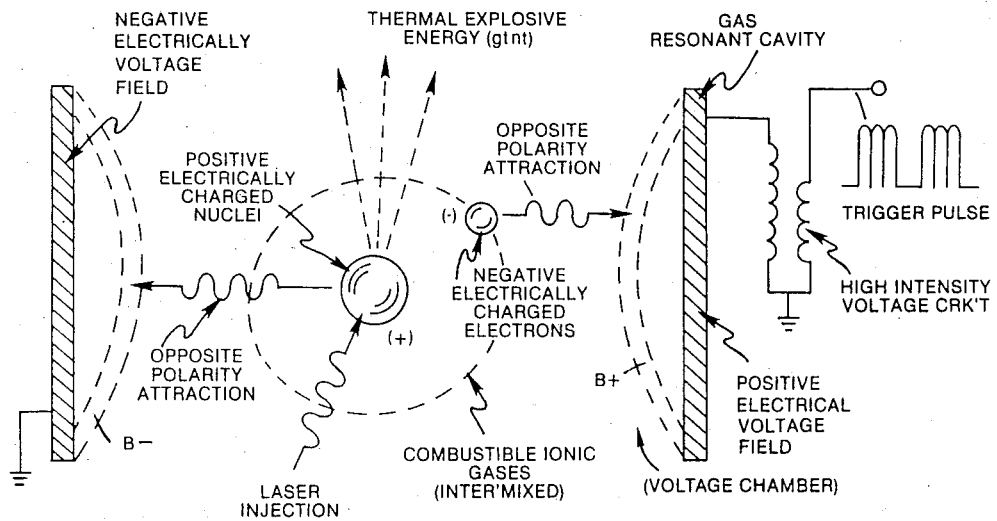 NEGATIVE
ELECTRICALLY
VOLTAGE
FIELD
THERMAL EXPLOSIVE
ENERGY (gtnt)
GAS
RESONANT CAVITY
OPPOSITE
POLARITY
ATTRACTION
POSITIVE
ELECTRICALLY
CHARGED
NUCLEI
(-)
TRIGGER PULSE
NEGATIVE
ELECTRICALLY
CHARGED
ELECTRONS
HIGH INTENSITY
VOLTAGE CRK'T
(+)
OPPOSITE
POLARITY
ATTRACTION
B+
POSITIVE
ELECTRICAL
VOLTAGE
FIELD
B-
COMBUSTIBLE IONIC
GASES
(INTER'MIXED)
(VOLTAGE CHAMBER)
LASER
INJECTION